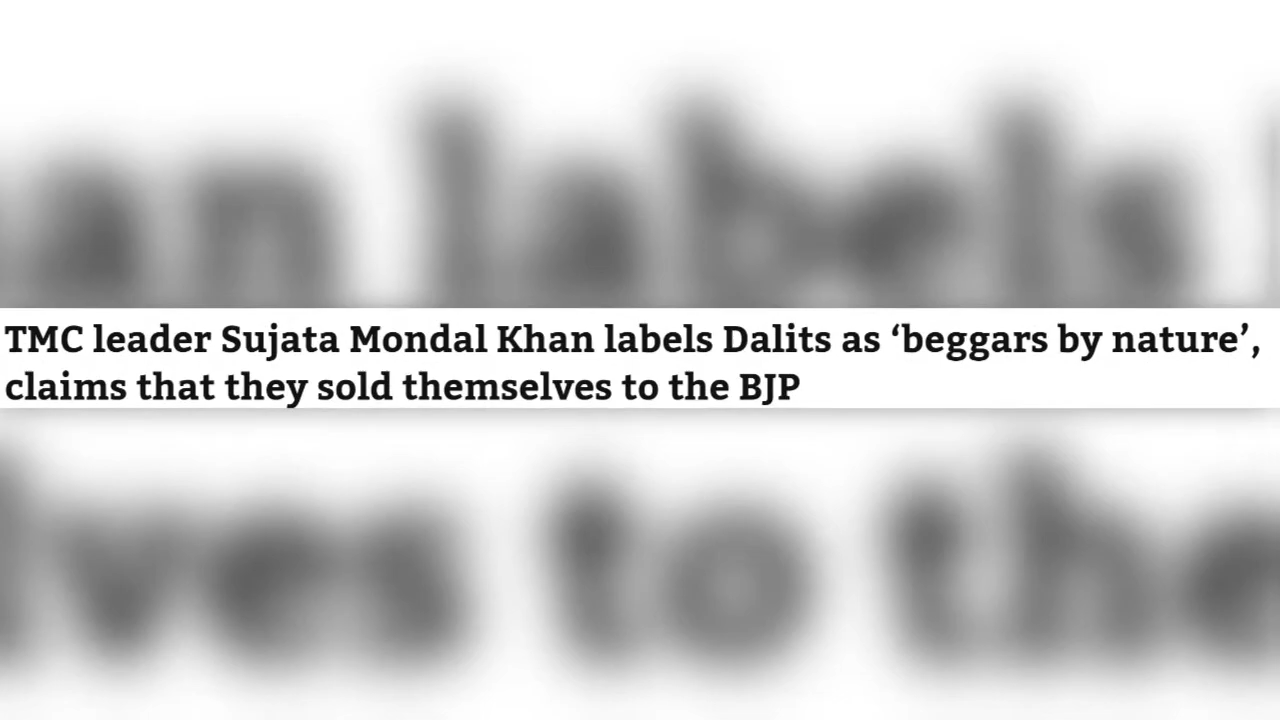 TMC leader Sujata Mondal Khan labels Dalits as ‘beggars by nature’,
claims that they sold themselves to the BJP